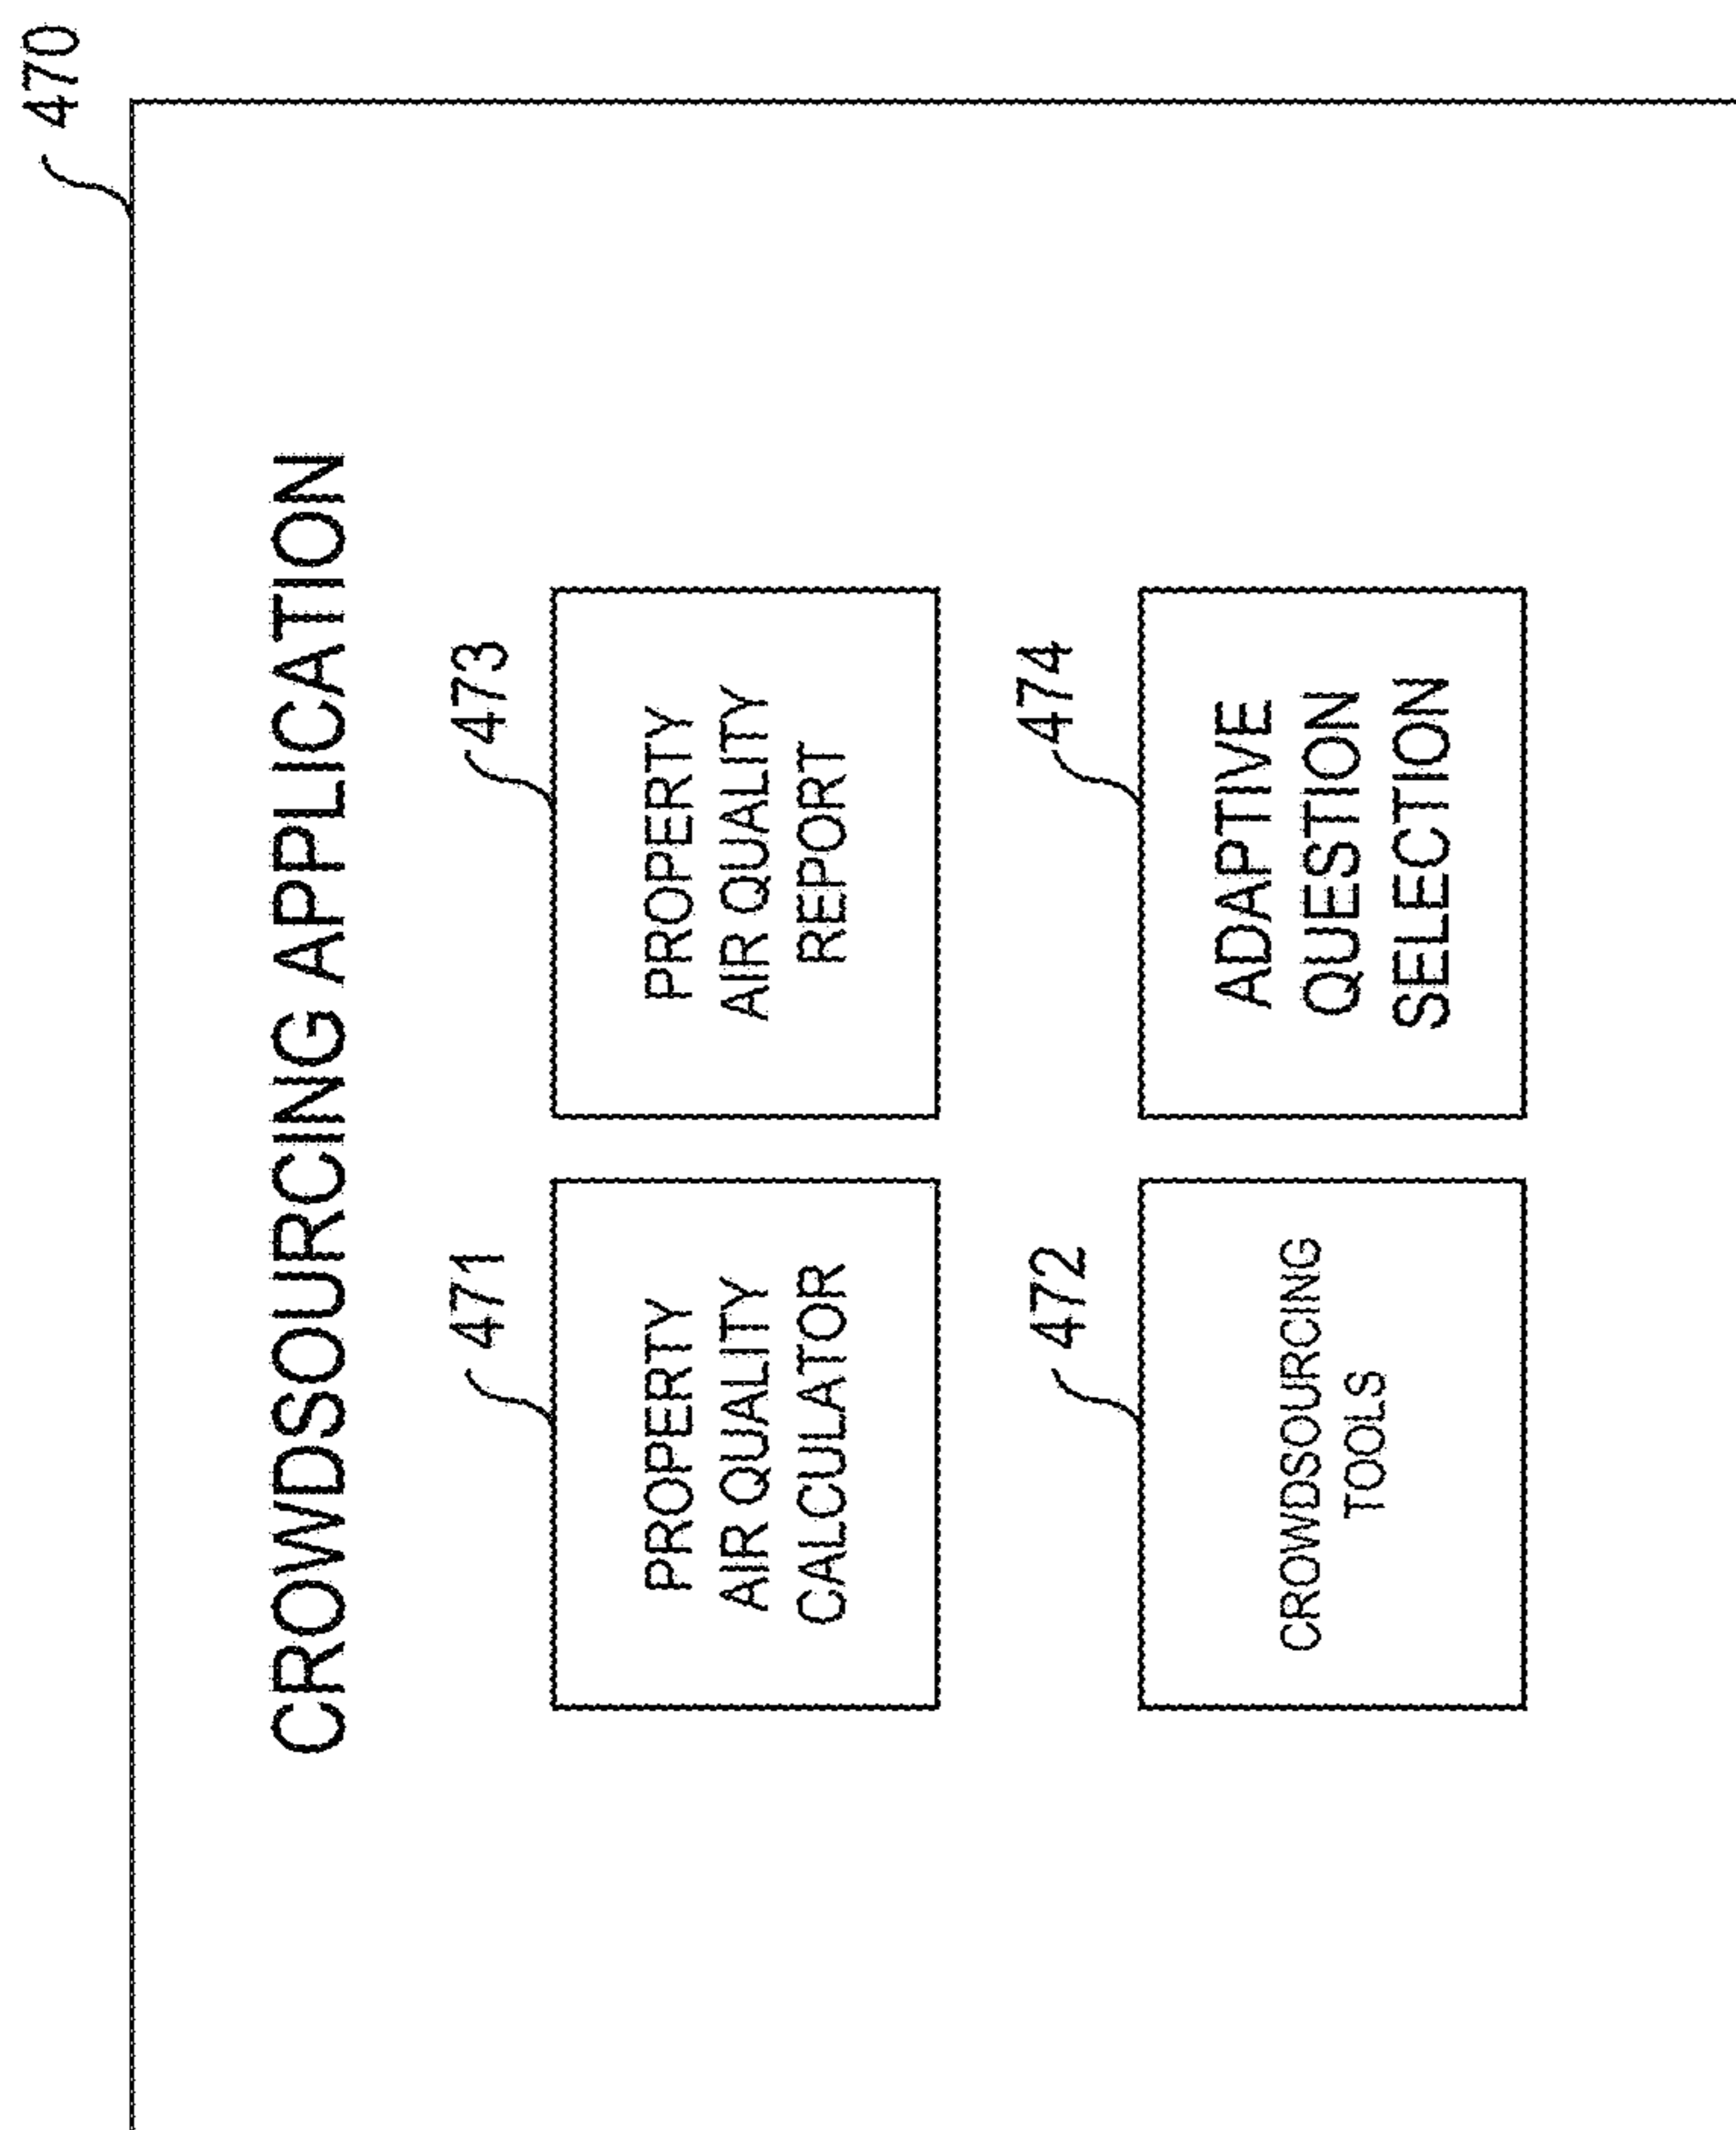 470
CROWDSOURCING APPLICATION
471
PROPERTY
AIR QUALITY
CALCULATOR
473
PROPERTY
AIR QUALITY
REPORT
472
CROWDSOURCING
TOOLS
474
ADAPTIVE
QUESTION
SELECTION